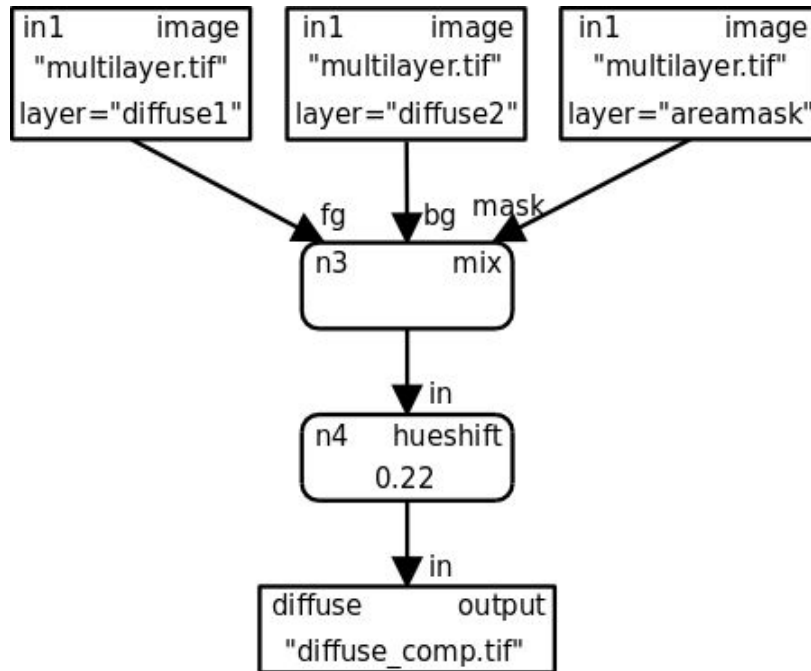 in1 image
"multilayer.tif"
layer="diffuse1"
in1 image
"multilayer.tif"
layer="diffuse2"
in1 image
"multilayer.tif"
layer="areamask"
fg
bg
mask
n3 mix
in
n4 hueshift
0.22
in
diffuse output
"diffuse_comp.tif"